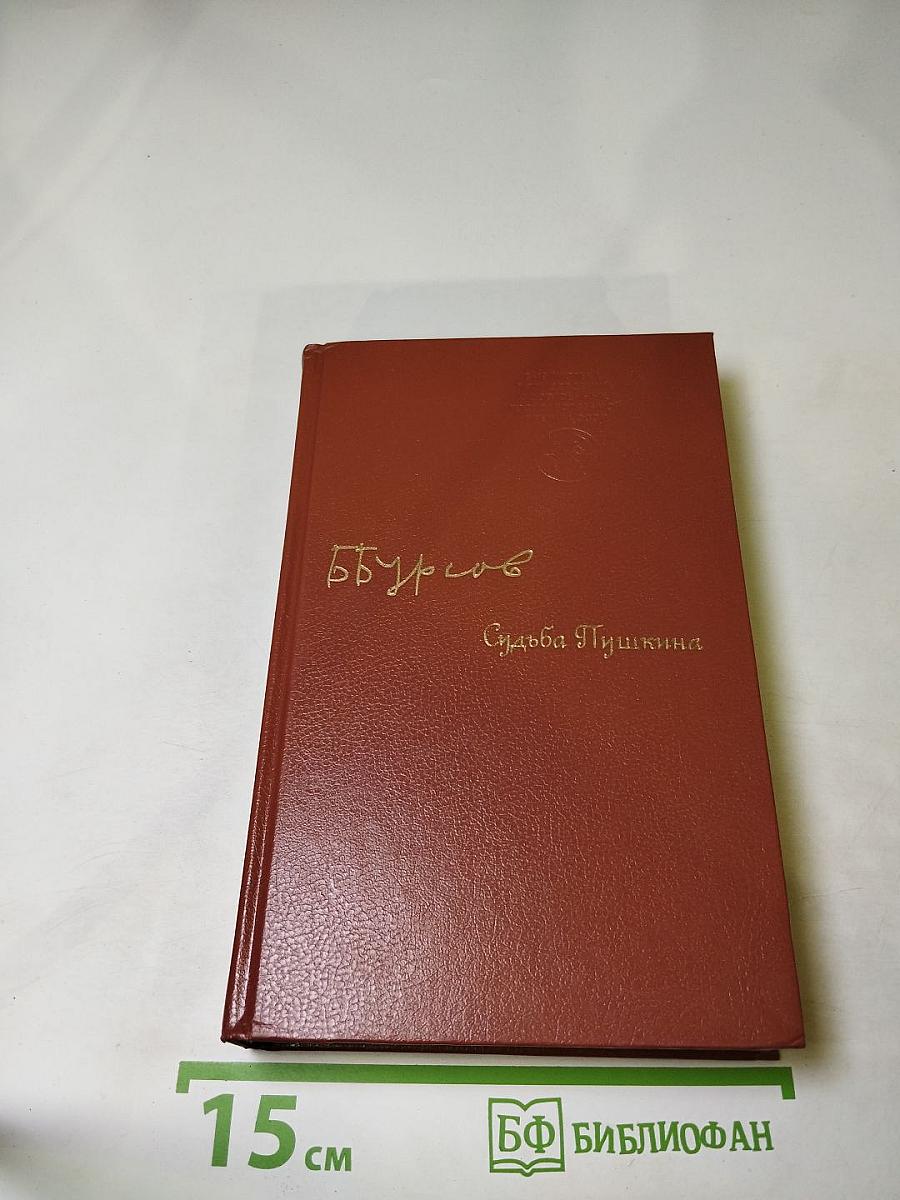 ББурсов
Судьба Пушкина
15 см
БФ БИБЛИОФАН